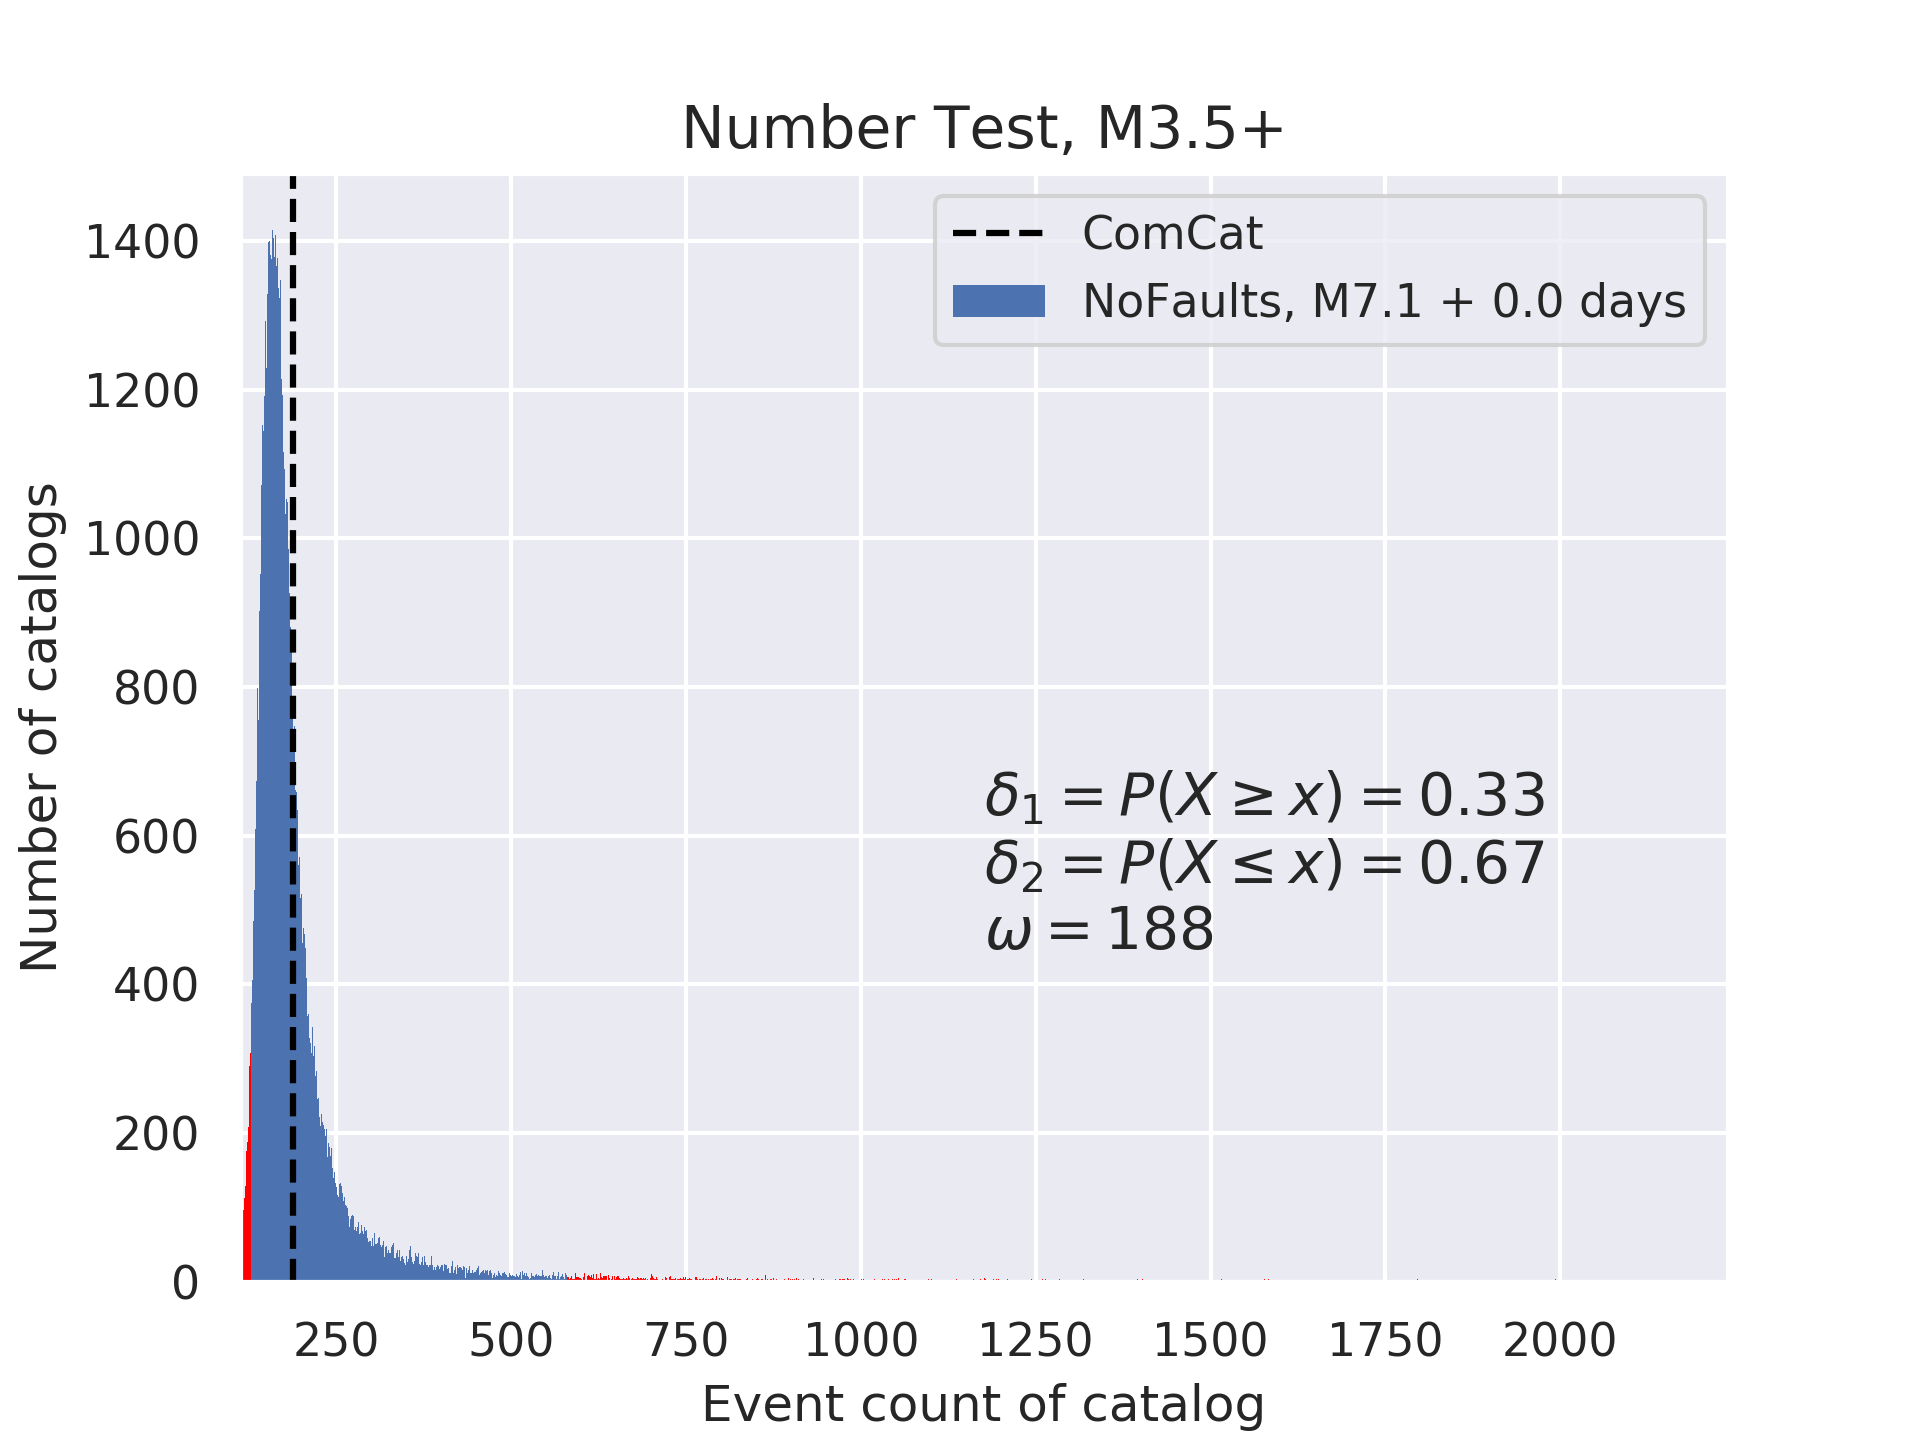 Number Test, M3.5+
ComCat
NoFaults, M7.1 + 0.0 days
1400
1200
1000
800
600
400
200
0
Number of catalogs
δ₁ = P(X ≥ x) = 0.33
δ₂ = P(X ≤ x) = 0.67
ω = 188
250 500 750 1000 1250 1500 1750 2000
Event count of catalog